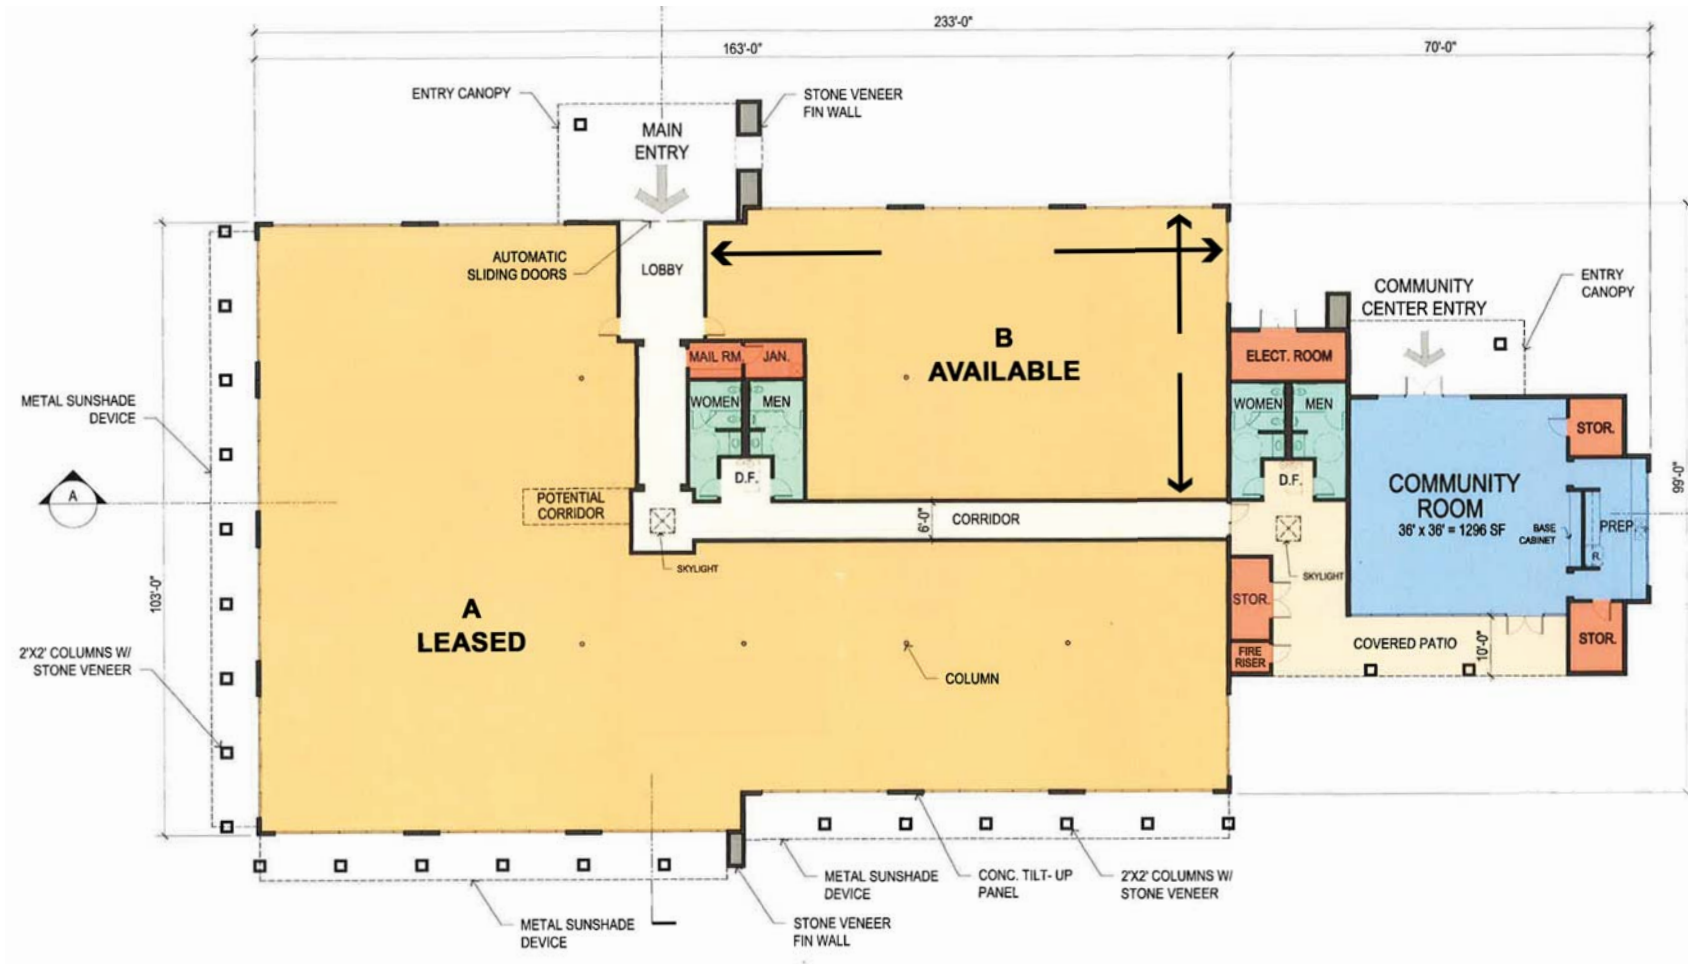 233'-0"
163'-0"
70'-0"
ENTRY CANOPY
STONE VENEER
FIN WALL
MAIN
ENTRY
AUTOMATIC
SLIDING DOORS
LOBBY
COMMUNITY
CENTER ENTRY
ENTRY
CANOPY
B
AVAILABLE
MAIL RM.
JAN.
ELECT. ROOM
METAL SUNSHADE
DEVICE
WOMEN
MEN
WOMEN
MEN
STOR.
D.F.
D.F.
A
POTENTIAL
CORRIDOR
COMMUNITY
ROOM
36' x 36' = 1296 SF
BASE
CABINET
PREP.
R.
99'-0"
6'-0"
CORRIDOR
SKYLIGHT
SKYLIGHT
103'-0"
A
LEASED
STOR.
FIRE
RISER
COVERED PATIO
10'-0"
STOR.
2'X2' COLUMNS W/
STONE VENEER
COLUMN
METAL SUNSHADE
DEVICE
CONC. TILT- UP
PANEL
2'X2' COLUMNS W/
STONE VENEER
METAL SUNSHADE
DEVICE
STONE VENEER
FIN WALL